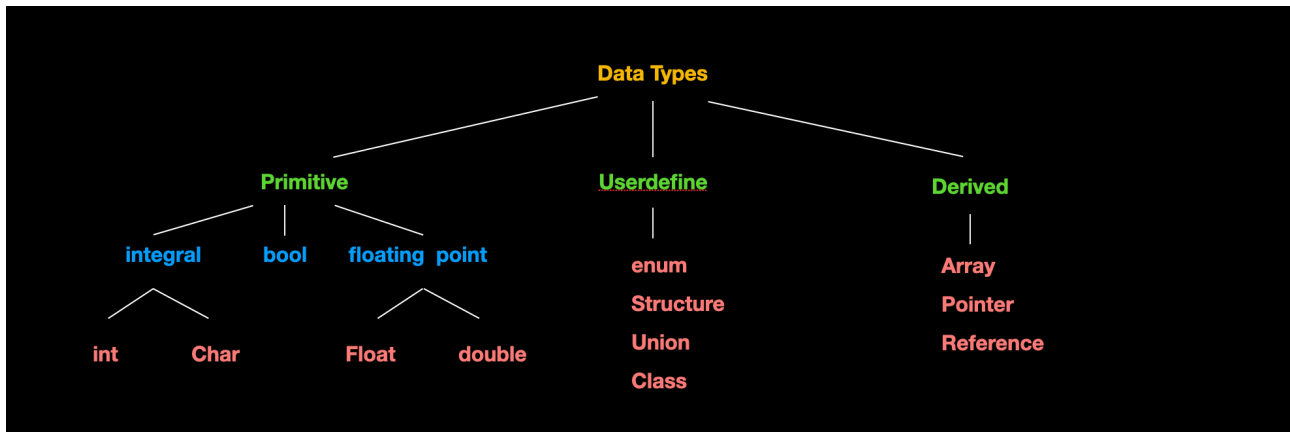 Data Types
Primitive
Userdefine
Derived
integral
bool
floating point
int
Char
Float
double
enum
Structure
Union
Class
Array
Pointer
Reference